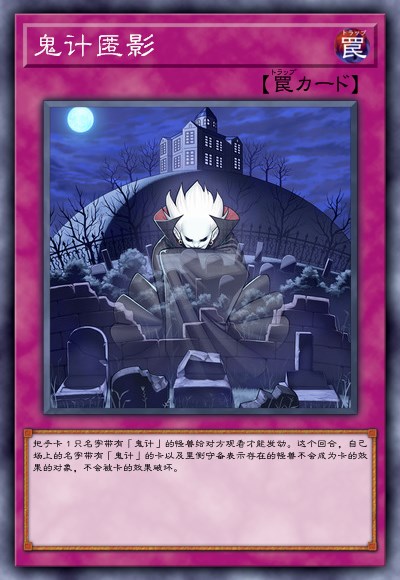 鬼计匿影
トラップ
罠
トラップ
【罠カード】
把手卡1只名字带有「鬼计」的怪兽给对方观看才能发动。这个回合，自己
场上的名字带有「鬼计」的卡以及里侧守备表示存在的怪兽不会成为卡的效
果的对象，不会被卡的效果破坏。